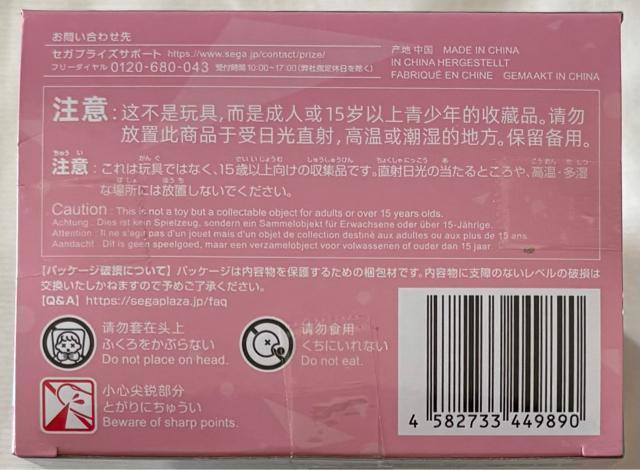 お問い合わせ先
セガプライズサポート https://www.sega.jp/contact/prize/
フリーダイヤル 0120-680-043 受付時間 10:00~17:00(弊社指定休日を除く)
产地 中国 MADE IN CHINA
IN CHINA HERGESTELLT
FABRIQUÉ EN CHINE GEMAAKT IN CHINA
注意:这不是玩具,而是成人或15岁以上青少年的收藏品。请勿
放置此商品于受日光直射,高温或潮湿的地方。保留备用。
注意:これは玩具ではなく、15歳以上向けの収集品です。直射日光の当たるところや、高温・多湿
な場所には放置しないでください。
Caution : This is not a toy but a collectable object for adults or over 15 years olds.
Achtung : Dies ist kein Spielzeug, sondern ein Sammelobjekt für Erwachsene oder über 15-Jährige.
Attention : Il ne s'agit pas d'un jouet mais d'un objet de collection destiné aux adultes ou aux plus de 15 ans.
Aandacht : Dit is geen speelgoed, maar een verzamelobject voor volwassenen of ouder dan 15 jaar.
【パッケージ破損について】パッケージは内容物を保護するための梱包材です。内容物に支障のないレベルの破損は
交換いたしかねますので予めご了承ください。
【Q&A】https://segaplaza.jp/faq
请勿套在头上
ふくろをかぶらない
Do not place on head.
请勿食用
くちにいれない
Do not eat.
小心尖锐部分
とがりにちゅうい
Beware of sharp points.
4 582733 449890